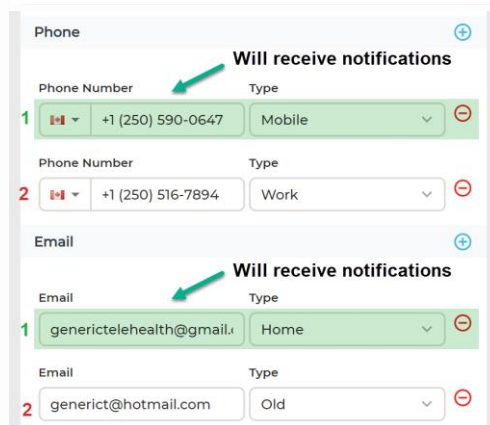 Phone
Will receive notifications
Phone Number Type
1 +1 (250) 590-0647 Mobile
Phone Number Type
2 +1 (250) 516-7894 Work
Email
Will receive notifications
Email Type
1 generictelehealth@gmail. Home
Email Type
2 generict@hotmail.com Old